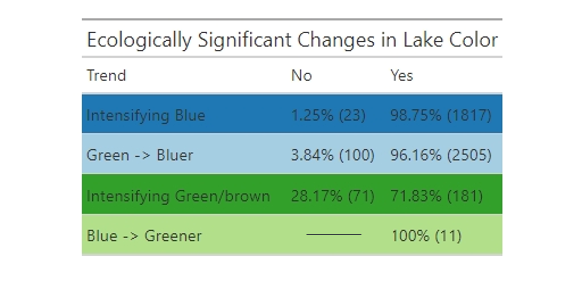 Ecologically Significant Changes in Lake Color
Trend No Yes
Intensifying Blue 1.25% (23) 98.75% (1817)
Green -> Bluer 3.84% (100) 96.16% (2505)
Intensifying Green/brown 28.17% (71) 71.83% (181)
Blue -> Greener 100% (11)